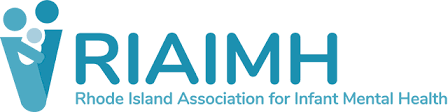 RIAIMH
Rhode Island Association for Infant Mental Health